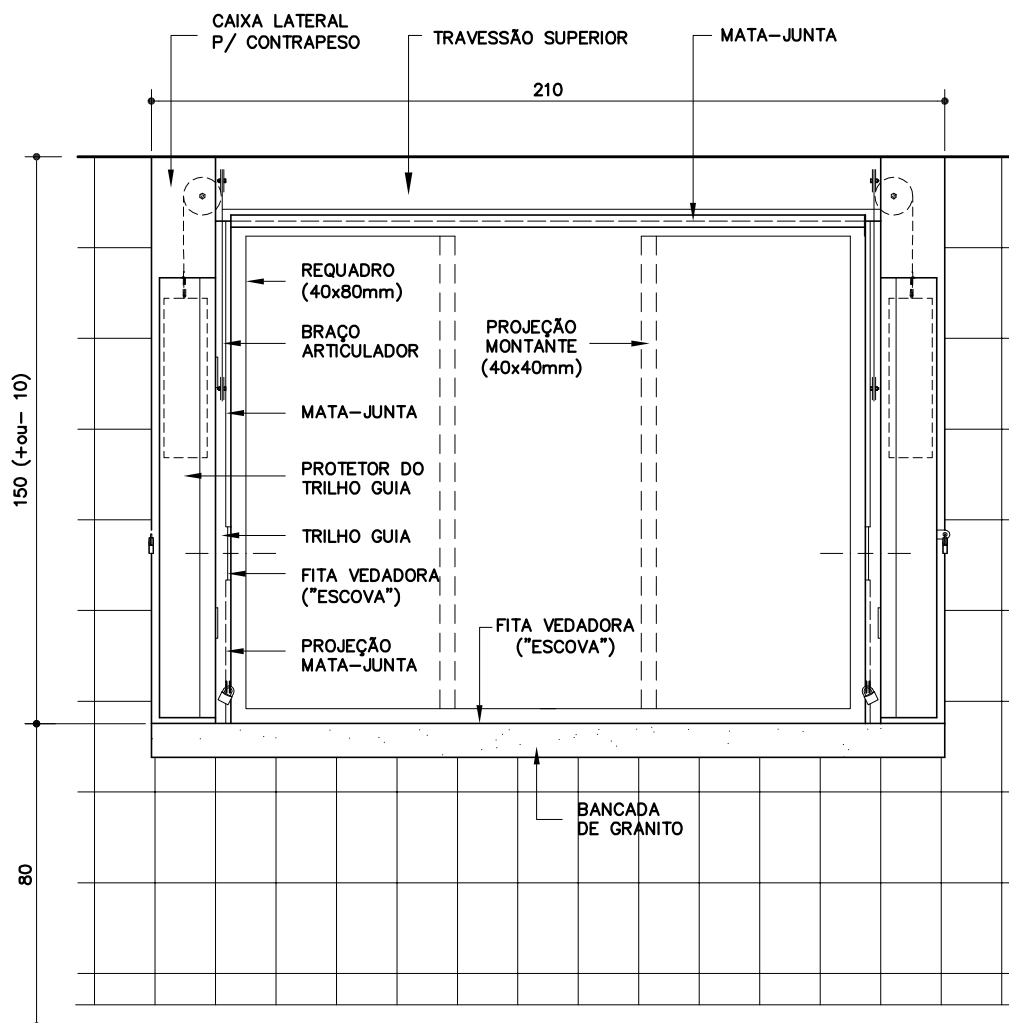 CAIXA LATERAL
P/ CONTRAPESO
TRAVESSÃO SUPERIOR
MATA-JUNTA
210
REQUADRO
(40x80mm)
BRAÇO
ARTICULADOR
PROJEÇÃO
MONTANTE
(40x40mm)
MATA-JUNTA
150 (+ou- 10)
PROTETOR DO
TRILHO GUIA
TRILHO GUIA
FITA VEDADORA
("ESCOVA")
FITA VEDADORA
("ESCOVA")
PROJEÇÃO
MATA-JUNTA
BANCADA
DE GRANITO
80